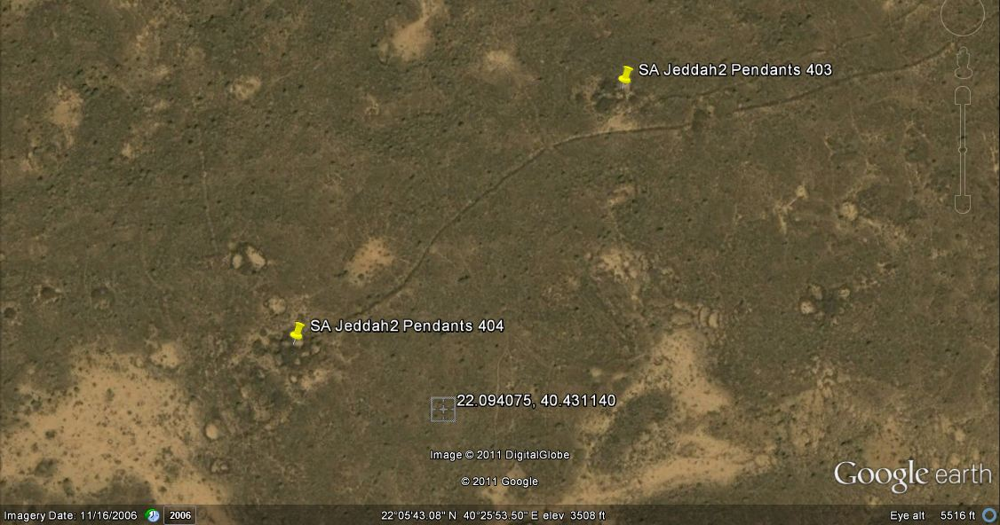 SA Jeddah2 Pendants 403
SA Jeddah2 Pendants 404
22.094075, 40.431140
Image © 2011 DigitalGlobe
© 2011 Google
Google earth
Imagery Date: 11/16/2006 2006 22°05'43.08" N 40°25'53.50" E elev 3508 ft Eye alt 5516 ft